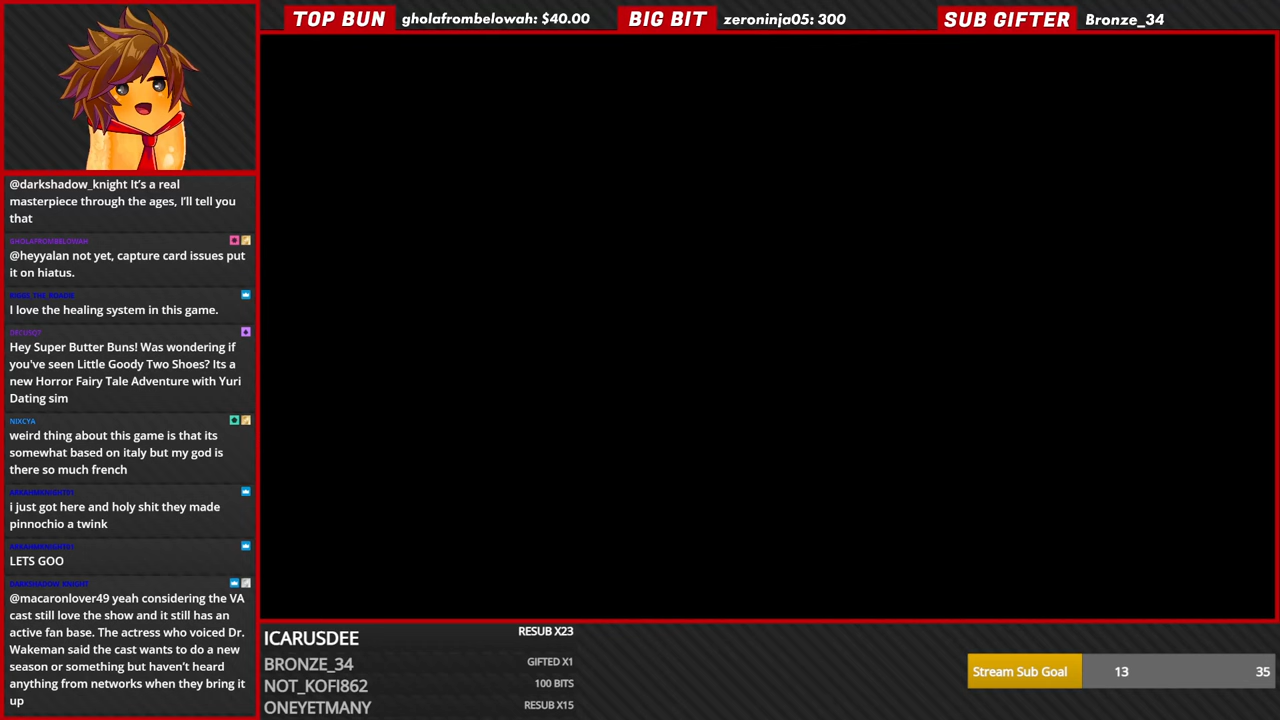 TOP BUN gholafrombelowah: $40.00 BIG BIT zeroninja05: 300 SUB GIFTER Bronze_34
@darkshadow_knight It's a real
masterpiece through the ages, I'll tell you
that
GHOLAFROMBELOWAH
@heyyalan not yet, capture card issues put
it on hiatus.
I love the healing system in this game.
Hey Super Butter Buns! Was wondering if
you've seen Little Goody Two Shoes? Its a
new Horror Fairy Tale Adventure with Yuri
Dating sim
NIXCYA
weird thing about this game is that its
somewhat based on italy but my god is
there so much french
i just got here and holy shit they made
pinnochio a twink
LETS GOO
DARKSHADOW_KNIGHT
@macaronlover49 yeah considering the VA
cast still love the show and it still has an
active fan base. The actress who voiced Dr.
Wakeman said the cast wants to do a new
season or something but haven't heard
anything from networks when they bring it
up
ICARUSDEE RESUB X23
BRONZE_34 GIFTED X1
NOT_KOFI862 100 BITS
ONEYETMANY RESUB X15
Stream Sub Goal 13 35